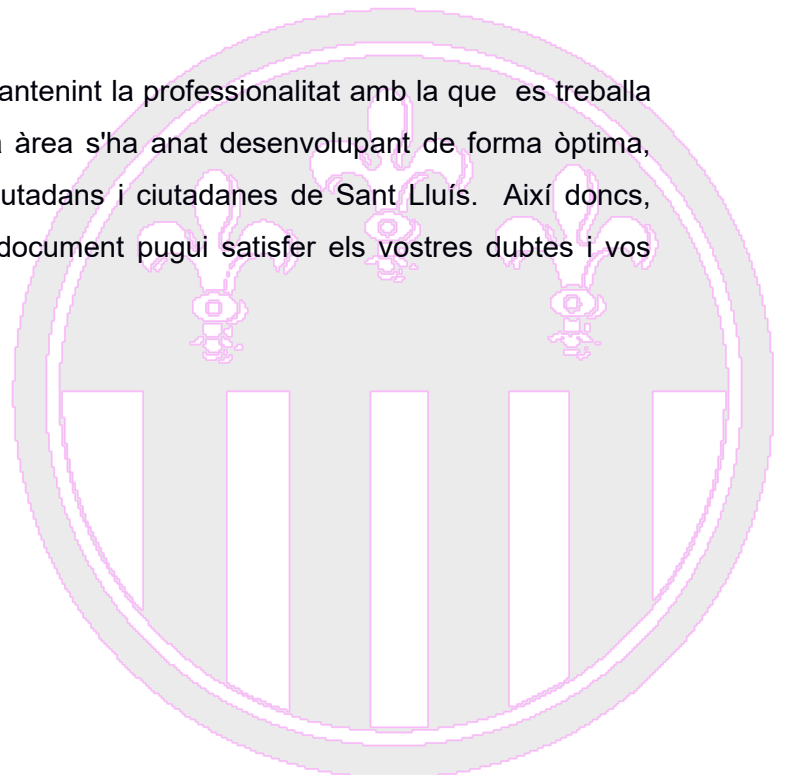 antenint la professionalitat amb la que es treballa
àrea s'ha anat desenvolupant de forma òptima,
utadans i ciutadanes de Sant Lluís. Així doncs,
document pugui satisfer els vostres dubtes i vos